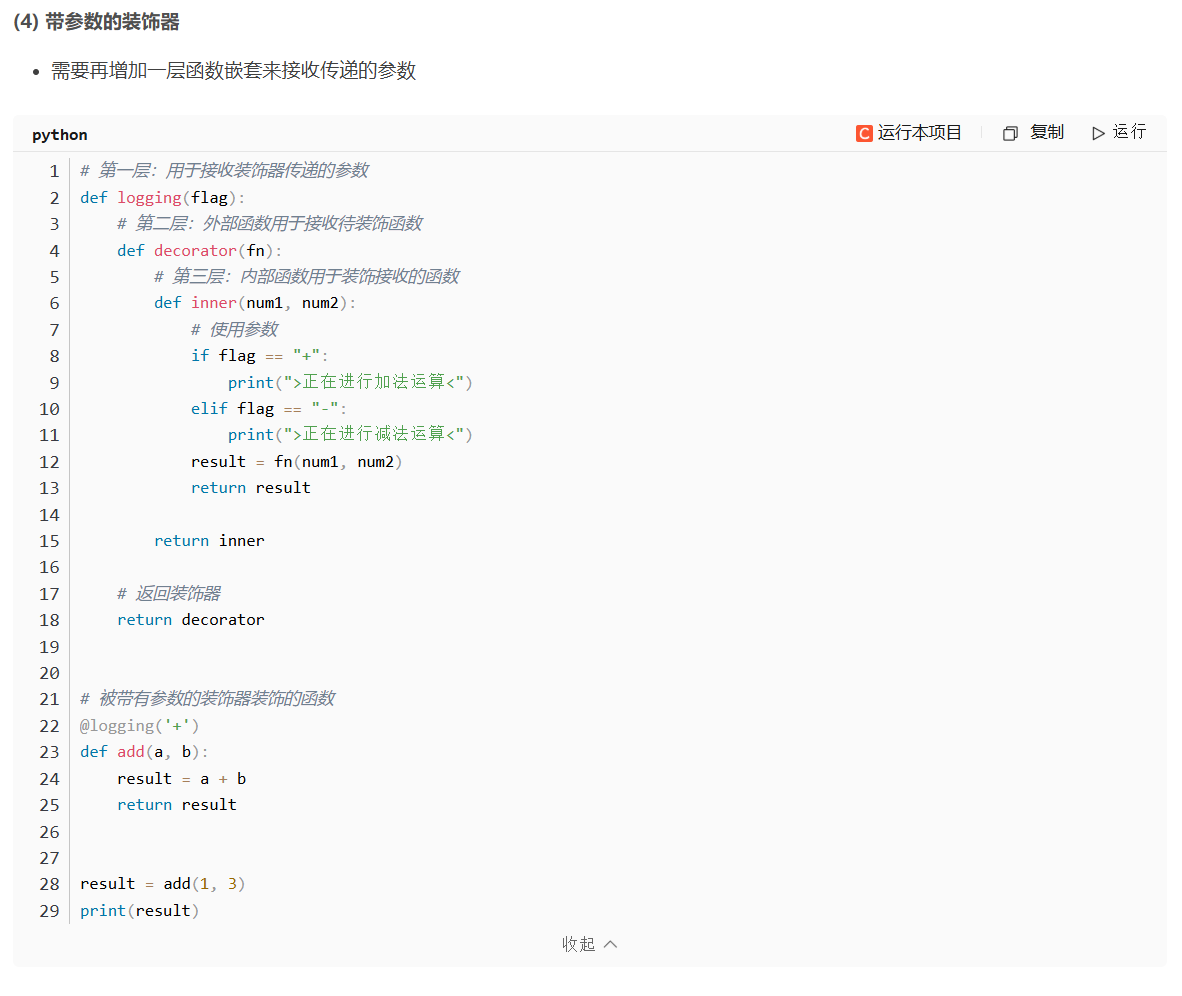 (4) 带参数的装饰器
• 需要再增加一层函数嵌套来接收传递的参数
python
C 运行本项目 复制 运行
1 # 第一层：用于接收装饰器传递的参数
2 def logging(flag):
3     # 第二层：外部函数用于接收待装饰函数
4     def decorator(fn):
5         # 第三层：内部函数用于装饰接收的函数
6         def inner(num1, num2):
7             # 使用参数
8             if flag == "+":
9                 print(">正在进行加法运算<")
10             elif flag == "-":
11                 print(">正在进行减法运算<")
12             result = fn(num1, num2)
13             return result
14
15         return inner
16
17     # 返回装饰器
18     return decorator
19
20
21 # 被带有参数的装饰器装饰的函数
22 @logging('+')
23 def add(a, b):
24     result = a + b
25     return result
26
27
28 result = add(1, 3)
29 print(result)
收起